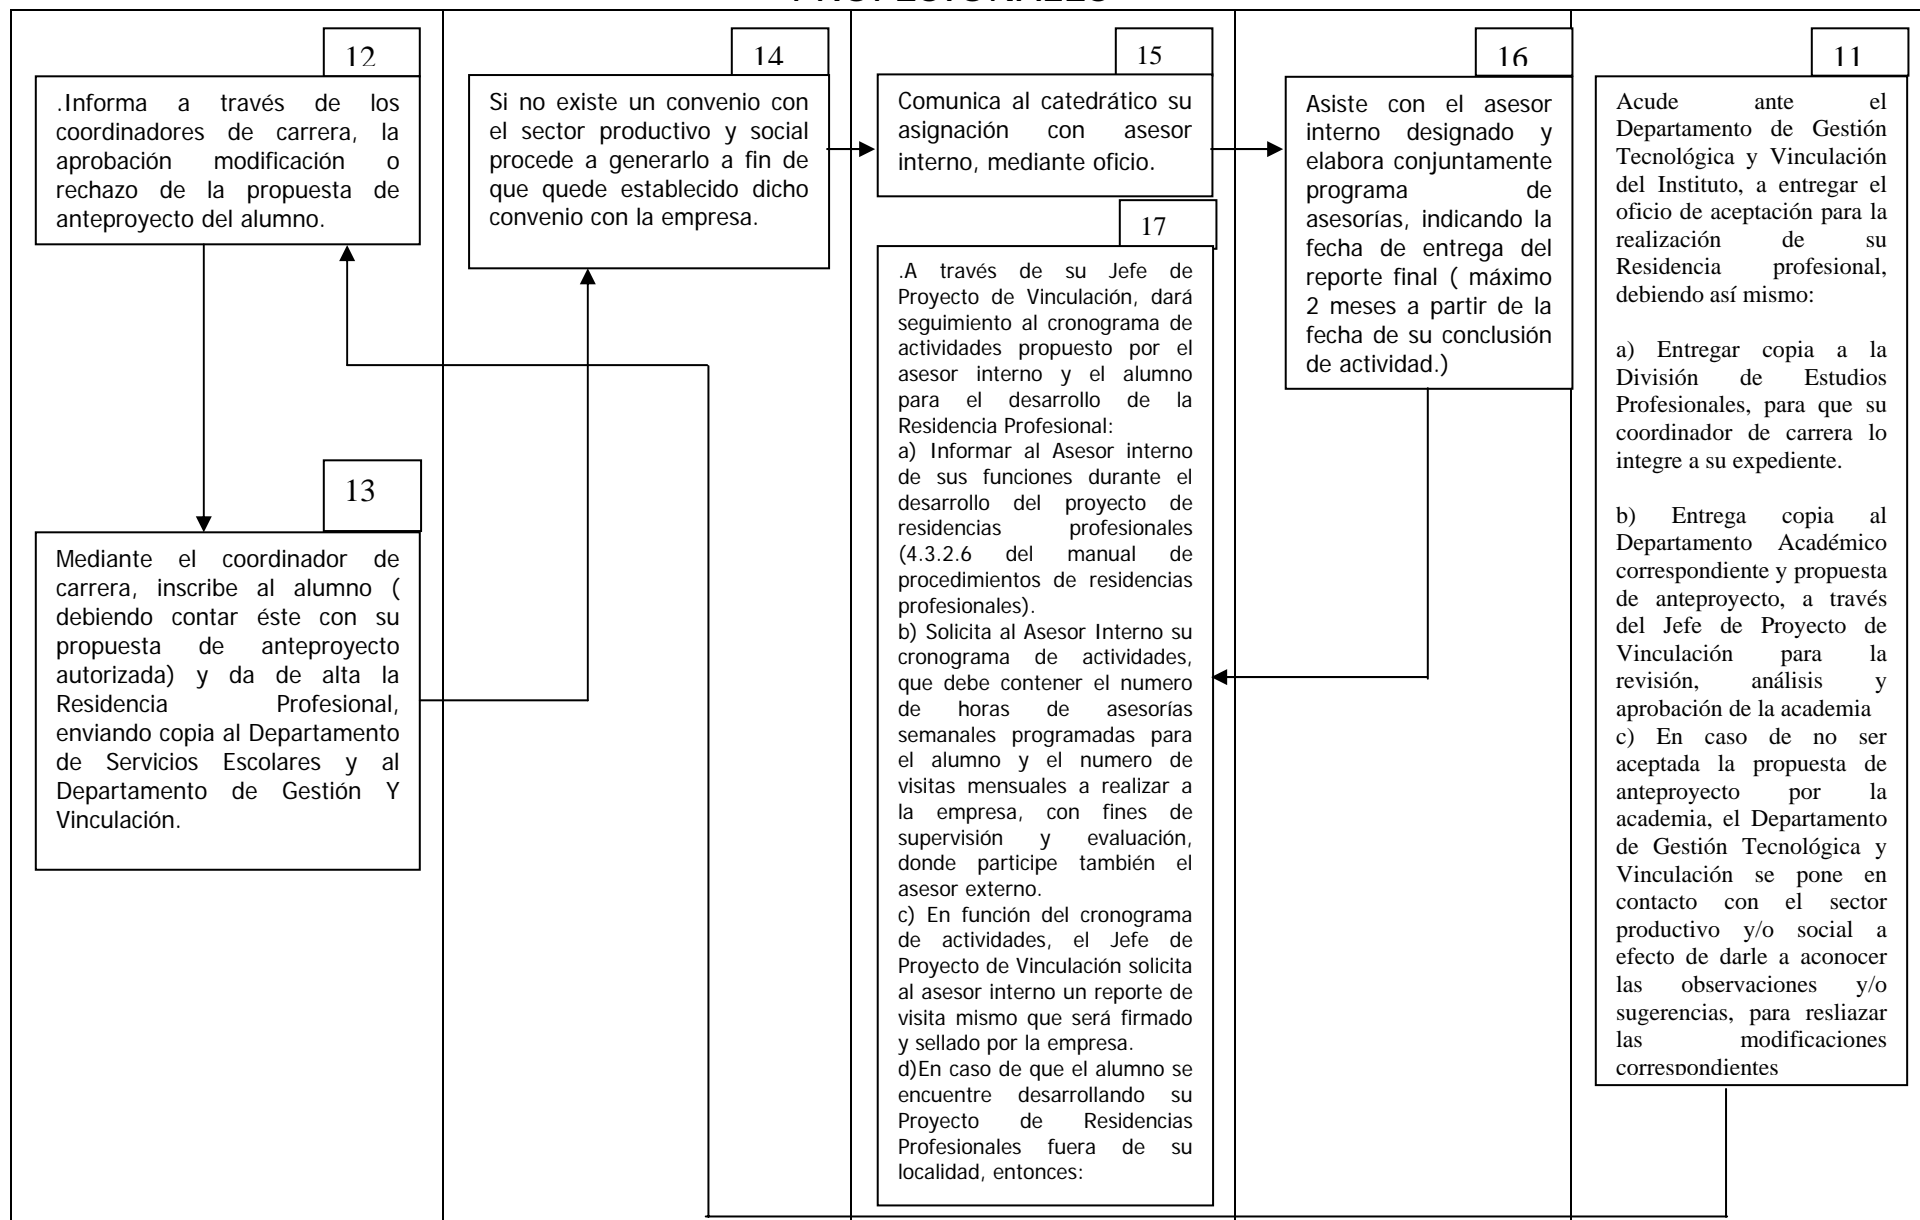 PROFESIONALES
12
.Informa a través de los
coordinadores de carrera, la
aprobación modificación o
rechazo de la propuesta de
anteproyecto del alumno.
13
Mediante el coordinador de
carrera, inscribe al alumno (
debiendo contar éste con su
propuesta de anteproyecto
autorizada) y da de alta la
Residencia Profesional,
enviando copia al Departamento
de Servicios Escolares y al
Departamento de Gestión Y
Vinculación.
14
Si no existe un convenio con
el sector productivo y social
procede a generarlo a fin de
que quede establecido dicho
convenio con la empresa.
15
Comunica al catedrático su
asignación con asesor
interno, mediante oficio.
17
.A través de su Jefe de
Proyecto de Vinculación, dará
seguimiento al cronograma de
actividades propuesto por el
asesor interno y el alumno
para el desarrollo de la
Residencia Profesional:
a) Informar al Asesor interno
de sus funciones durante el
desarrollo del proyecto de
residencias profesionales
(4.3.2.6 del manual de
procedimientos de residencias
profesionales).
b) Solicita al Asesor Interno su
cronograma de actividades,
que debe contener el numero
de horas de asesorías
semanales programadas para
el alumno y el numero de
visitas mensuales a realizar a
la empresa, con fines de
supervisión y evaluación,
donde participe también el
asesor externo.
c) En función del cronograma
de actividades, el Jefe de
Proyecto de Vinculación solicita
al asesor interno un reporte de
visita mismo que será firmado
y sellado por la empresa.
d)En caso de que el alumno se
encuentre desarrollando su
Proyecto de Residencias
Profesionales fuera de su
localidad, entonces:
16
Asiste con el asesor
interno designado y
elabora conjuntamente
programa de
asesorías, indicando la
fecha de entrega del
reporte final ( máximo
2 meses a partir de la
fecha de su conclusión
de actividad.)
11
Acude ante el
Departamento de Gestión
Tecnológica y Vinculación
del Instituto, a entregar el
oficio de aceptación para la
realización de su
Residencia profesional,
debiendo así mismo:
a) Entregar copia a la
División de Estudios
Profesionales, para que su
coordinador de carrera lo
integre a su expediente.
b) Entrega copia al
Departamento Académico
correspondiente y propuesta
de anteproyecto, a través
del Jefe de Proyecto de
Vinculación para la
revisión, análisis y
aprobación de la academia
c) En caso de no ser
aceptada la propuesta de
anteproyecto por la
academia, el Departamento
de Gestión Tecnológica y
Vinculación se pone en
contacto con el sector
productivo y/o social a
efecto de darle a aconocer
las observaciones y/o
sugerencias, para resliazar
las modificaciones
correspondientes